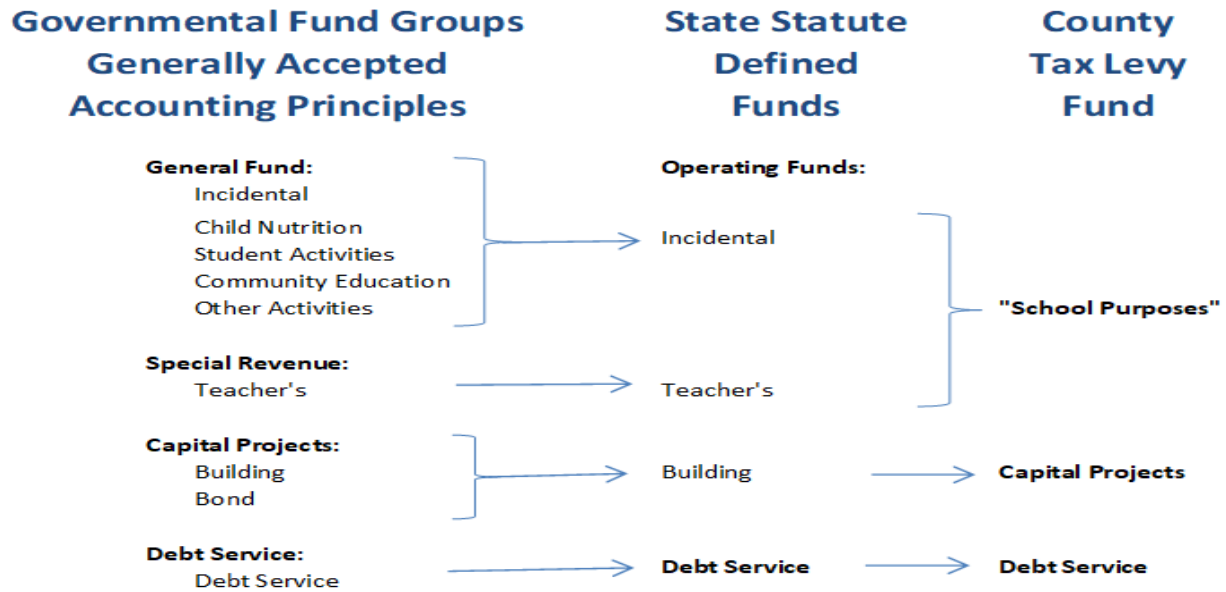 Governmental Fund Groups
Generally Accepted
Accounting Principles
State Statute
Defined
Funds
County
Tax Levy
Fund
General Fund:
Incidental
Child Nutrition
Student Activities
Community Education
Other Activities
Operating Funds:
Incidental
"School Purposes"
Special Revenue:
Teacher's
Teacher's
Capital Projects:
Building
Bond
Building
Capital Projects
Debt Service:
Debt Service
Debt Service
Debt Service